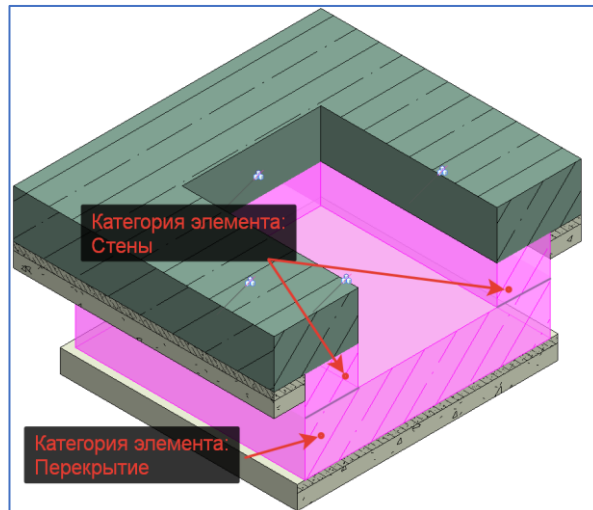 Категория элемента:
Стены
Категория элемента:
Перекрытие